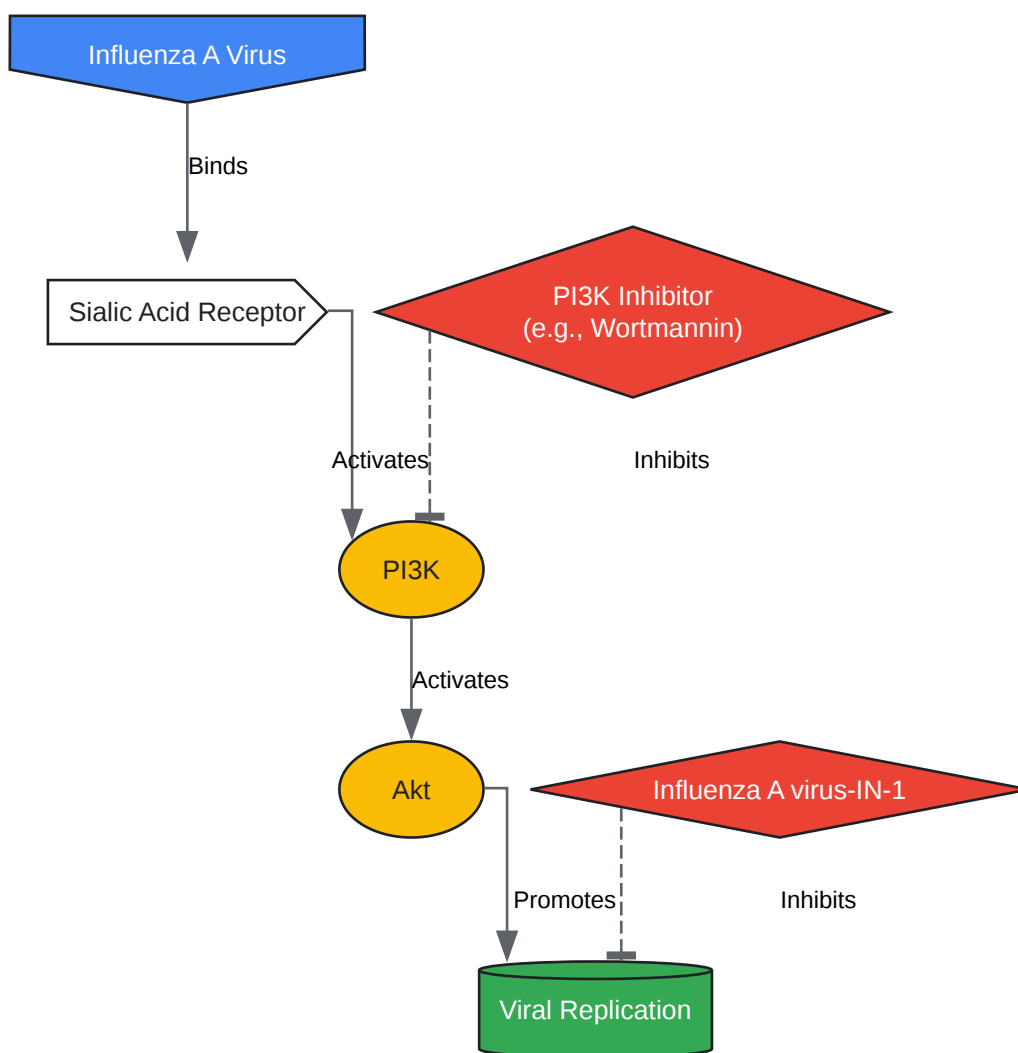 Influenza A Virus
Binds
Sialic Acid Receptor
PI3K Inhibitor
(e.g., Wortmannin)
Activates
Inhibits
PI3K
Activates
Akt
Influenza A virus-IN-1
Promotes
Inhibits
Viral Replication